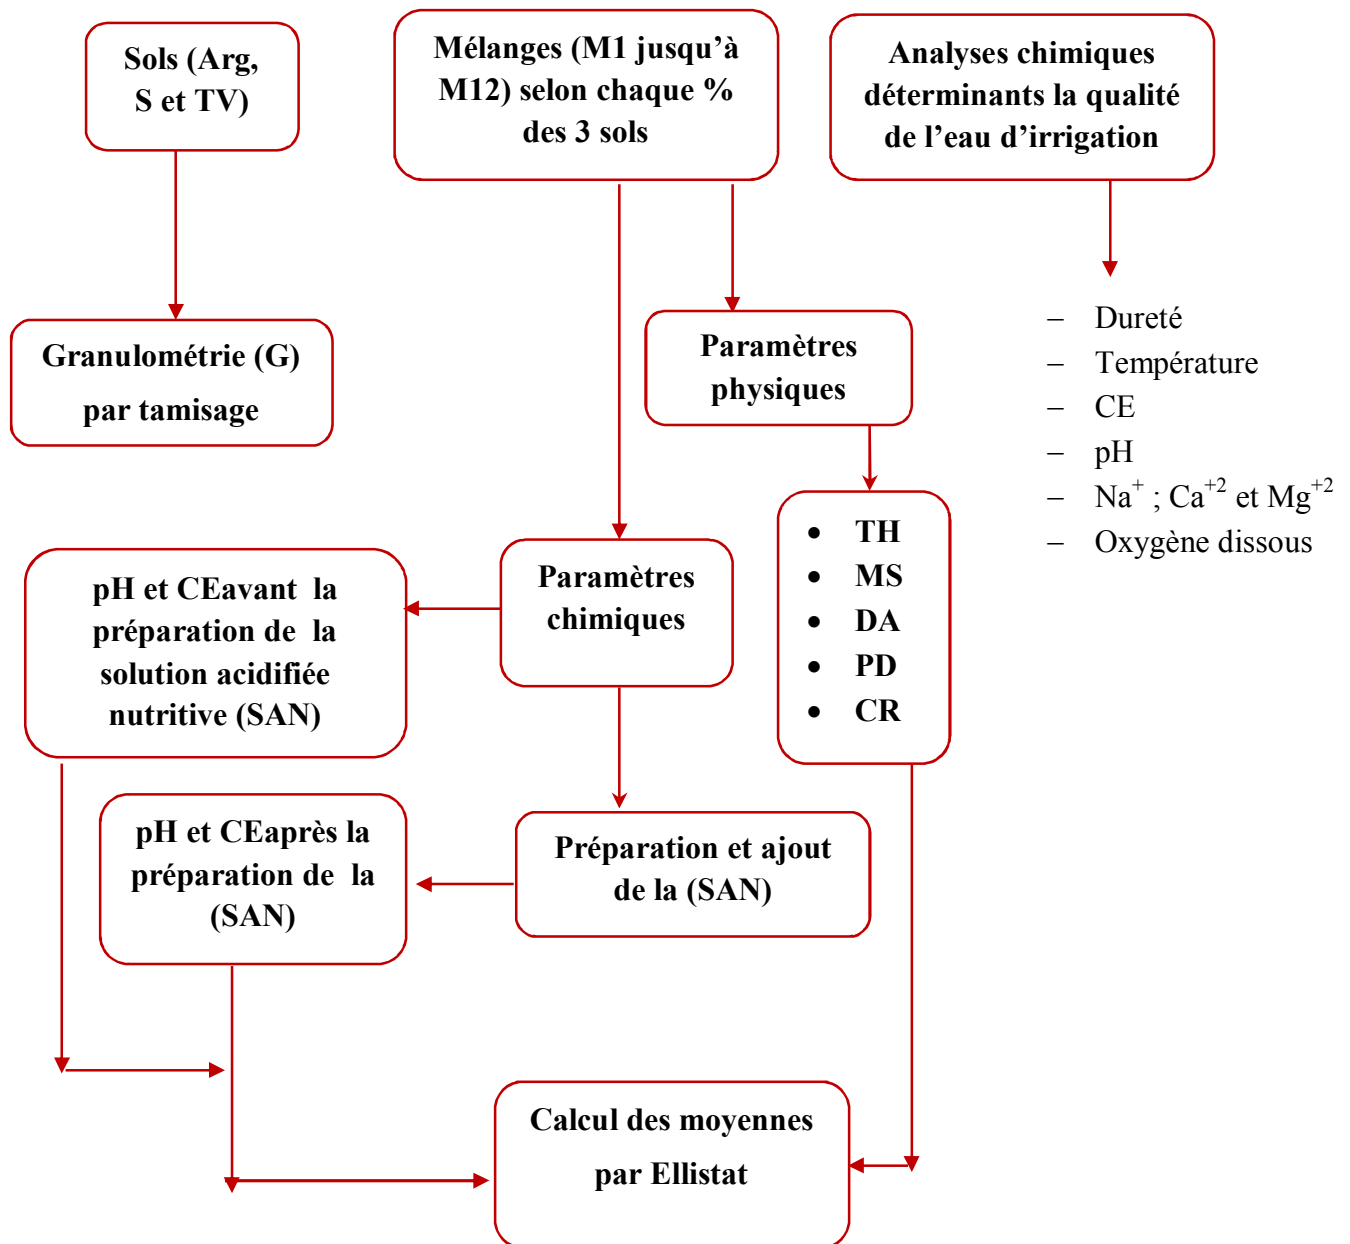 Sols (Arg,
S et TV)
Mélanges (M1 jusqu’à
M12) selon chaque %
des 3 sols
Analyses chimiques
déterminants la qualité
de l’eau d’irrigation
Granulométrie (G)
par tamisage
Paramètres
physiques
– Dureté
– Température
– CE
– pH
– Na⁺ ; Ca⁺² et Mg⁺²
– Oxygène dissous
• TH
• MS
• DA
• PD
• CR
Paramètres
chimiques
pH et CEavant la
préparation de la
solution acidifiée
nutritive (SAN)
pH et CEaprès la
préparation de la
(SAN)
Préparation et ajout
de la (SAN)
Calcul des moyennes
par Ellistat